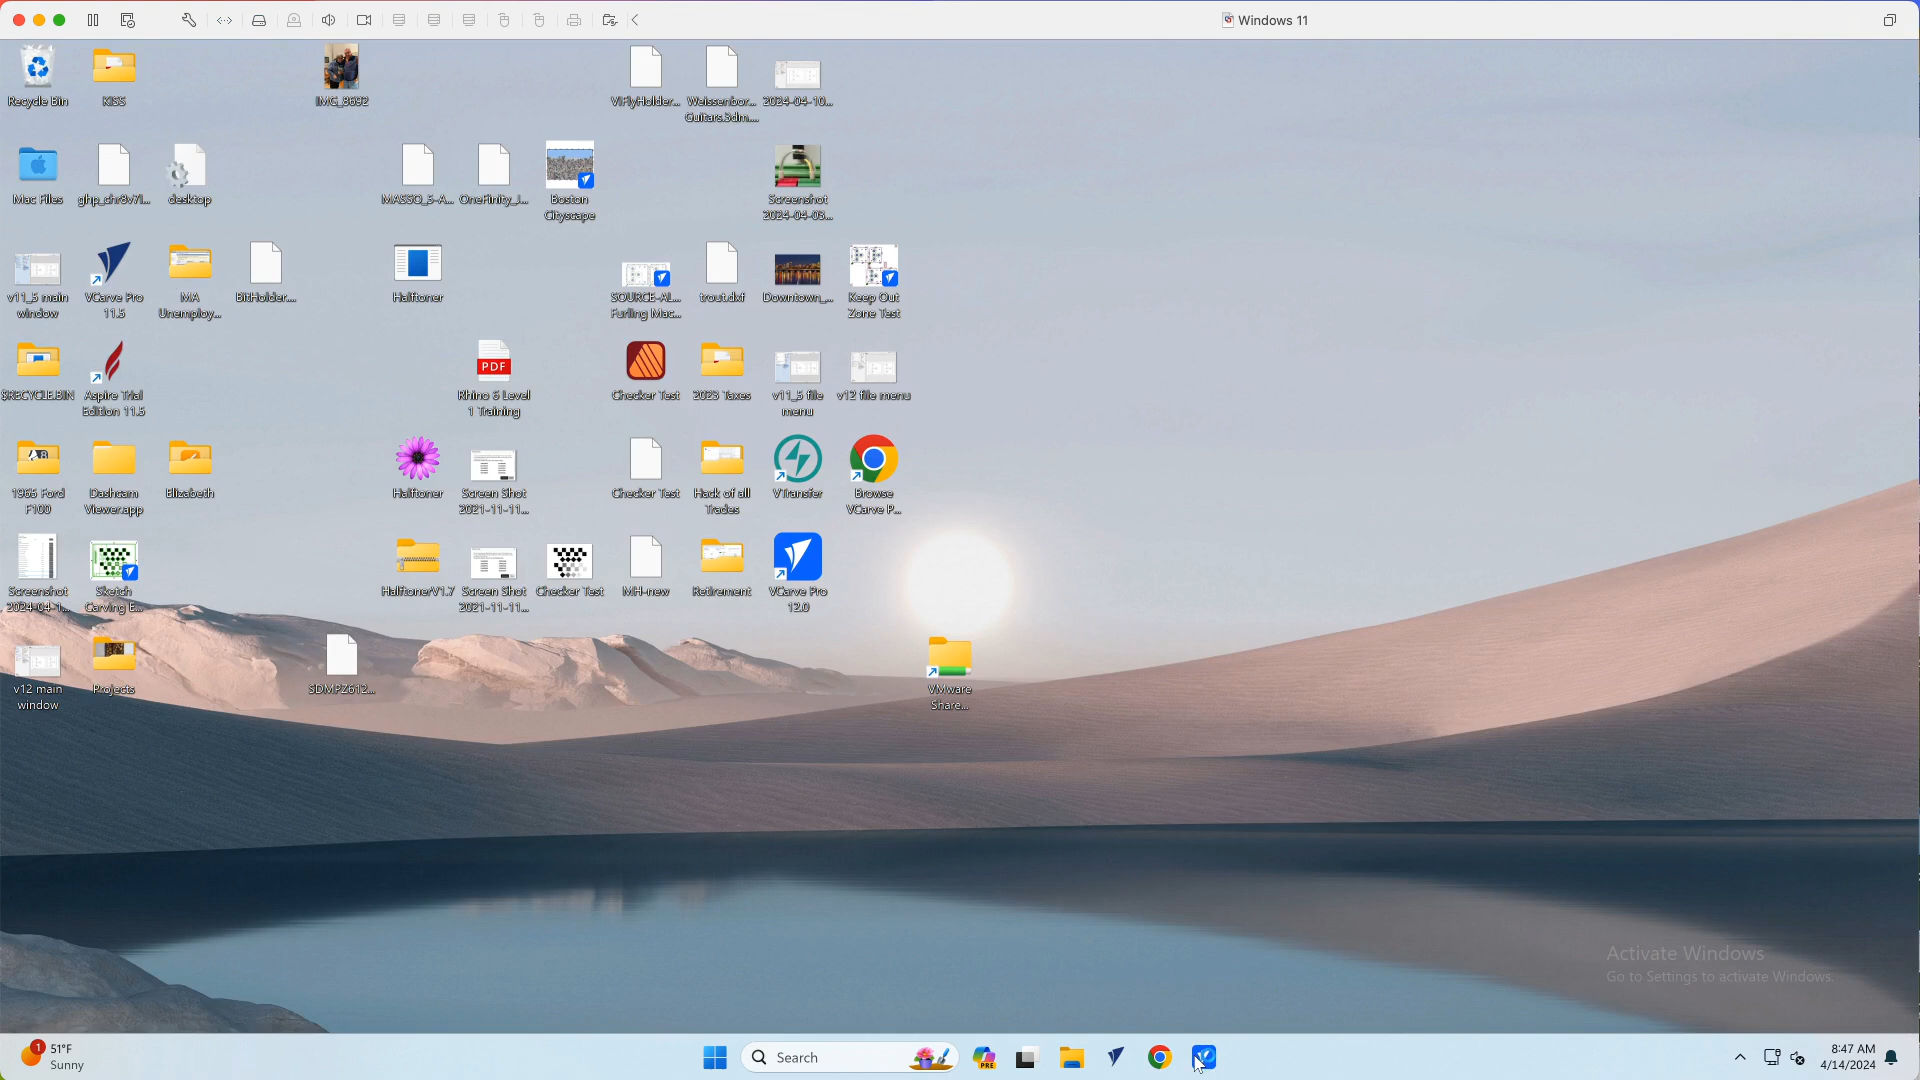 Windows 11
Recycle Bin
KISS
IMG_8692
ViFlyHolder...
Weissenbor...
Guitars.3dm....
2024-04-10...
Mac Files
ghp_chr8v7l...
desktop
MASSO_5-A...
OneFinity_J...
Boston
Cityscape
Screenshot
2024-04-03...
v11_5 main
window
VCarve Pro
11.5
MA
Unemploy...
BitHolder....
Halftoner
SOURCE-AL...
Furling Mac...
trout.dxf
Downtown_...
Keep Out
Zone Test
$RECYCLE.BIN
Aspire Trial
Edition 11.5
PDF
Rhino 6 Level
1 Training
Checker Test
2023 Taxes
v11_5 file
menu
v12 file menu
1965 Ford
F100
Dashcam
Viewer.app
Elizabeth
Halftoner
Screen Shot
2021-11-11...
Checker Test
Hack of all
Trades
VTransfer
Browse
VCarve P...
Screenshot
2024-04-1...
Sketch
Carving E...
HalftonerV1.7
Screen Shot
2021-11-11...
Checker Test
MH-new
Retirement
VCarve Pro
12.0
v12 main
window
Projects
SDMPZ612...
VMware
Share...
Activate Windows
Go to Settings to activate Windows.
1
51°F
Sunny
Search
PRE
8:47 AM
4/14/2024